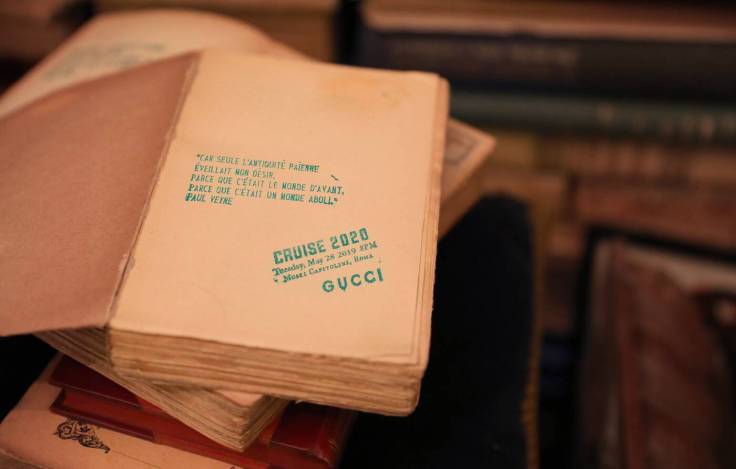 "CAR SEULE L'ANTIQUITÉ PAÏENNE
ÉVEILLAIT MON DÉSIR,
PARCE QUE C'ÉTAIT LE MONDE D'AVANT,
PARCE QUE C'ÉTAIT UN MONDE ABOLI."
PAUL VEYNE
CRUISE 2020
Tuesday, May 28 2019 8PM
Musei Capitolini, Roma
GUCCI